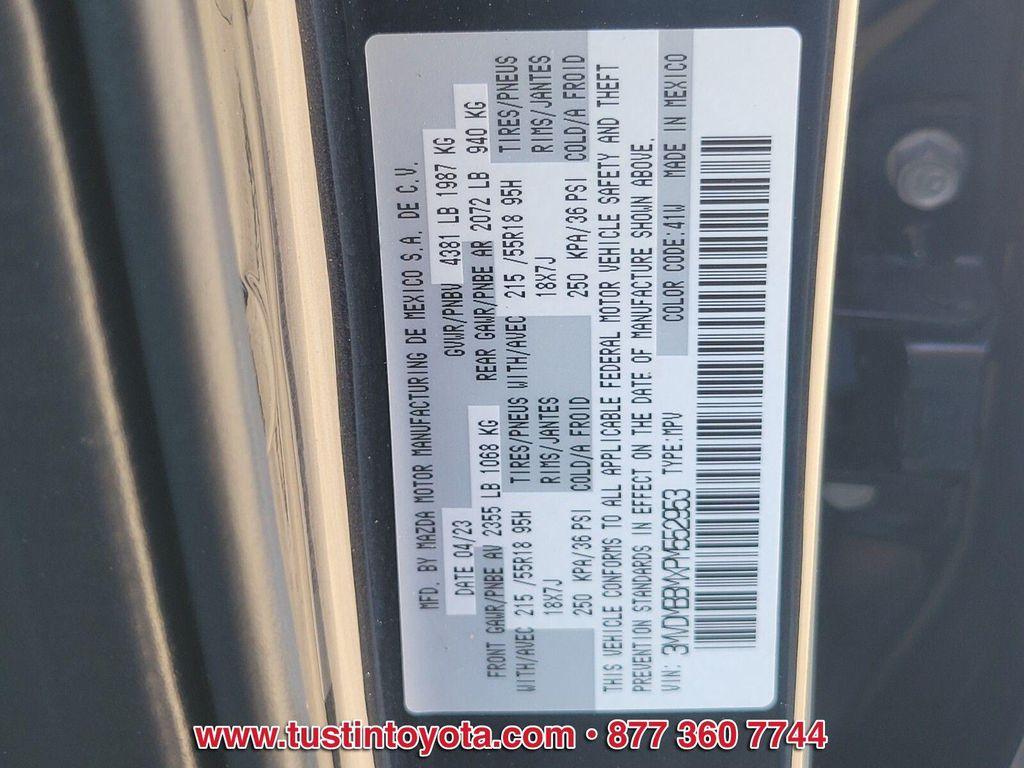 MFD. BY MAZDA MOTOR MANUFACTURING DE MEXICO S.A. DE C.V.
DATE 04/23 GVWR/PNBV 4381 LB 1987 KG
FRONT GAWR/PNBE AV 2355 LB 1068 KG REAR GAWR/PNBE AR 2072 LB 940 KG
WITH/AVEC 215 /55R18 95H TIRES/PNEUS WITH/AVEC 215 /55R18 95H TIRES/PNEUS
18X7J RIMS/JANTES 18X7J RIMS/JANTES
250 KPA/36 PSI COLD/A FROID 250 KPA/36 PSI COLD/A FROID
THIS VEHICLE CONFORMS TO ALL APPLICABLE FEDERAL MOTOR VEHICLE SAFETY AND THEFT
PREVENTION STANDARDS IN EFFECT ON THE DATE OF MANUFACTURE SHOWN ABOVE.
VIN: 3MVDMBBMXPM552953 TYPE:MPV COLOR CODE:41W MADE IN MEXICO
www.tustintoyota.com • 877 360 7744